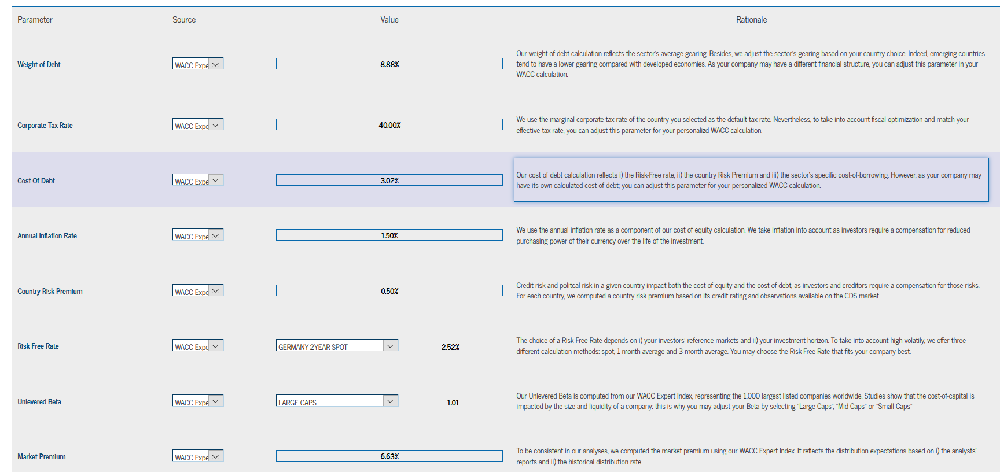 Parameter Source Value Rationale
Weight of Debt WACC Expe 8.88%
Our weight of debt calculation reflects the sector's average gearing. Besides, we adjust the sector's gearing based on your country choice. Indeed, emerging countries
tend to have a lower gearing compared with developed economies. As your company may have a different financial structure, you can adjust this parameter in your
WACC calculation.
Corporate Tax Rate WACC Expe 40.00%
We use the marginal corporate tax rate of the country you selected as the default tax rate. Nevertheless, to take into account fiscal optimization and match your
effective tax rate, you can adjust this parameter for your personalizd WACC calculation.
Cost Of Debt WACC Expe 3.02%
Our cost of debt calculation reflects i) the Risk-Free rate, ii) the country Risk Premium and iii) the sector's specific cost-of-borrowing. However, as your company may
have its own calculated cost of debt; you can adjust this parameter for your personalized WACC calculation.
Annual Inflation Rate WACC Expe 1.50%
We use the annual inflation rate as a component of our cost of equity calculation. We take inflation into account as investors require a compensation for reduced
purchasing power of their currency over the life of the investment.
Country Risk Premium WACC Expe 0.50%
Credit risk and politcal risk in a given country impact both the cost of equity and the cost of debt, as investors and creditors require a compensation for those risks.
For each country, we computed a country risk premium based on its credit rating and observations available on the CDS market.
Risk Free Rate WACC Expe GERMANY-2YEAR-SPOT 2.52%
The choice of a Risk Free Rate depends on i) your investors' reference markets and ii) your investment horizon. To take into account high volatily, we offer three
different calculation methods: spot, 1-month average and 3-month average. You may choose the Risk-Free Rate that fits your company best.
Unlevered Beta WACC Expe LARGE CAPS 1.01
Our Unlevered Beta is computed from our WACC Expert Index, representing the 1,000 largest listed companies worldwide. Studies show that the cost-of-capital is
impacted by the size and liquidity of a company: this is why you may adjust your Beta by selecting "Large Caps", "Mid Caps" or "Small Caps"
Market Premium WACC Expe 6.63%
To be consistent in our analyses, we computed the market premium using our WACC Expert Index. It reflects the distribution expectations based on i) the analysts'
reports and ii) the historical distribution rate.